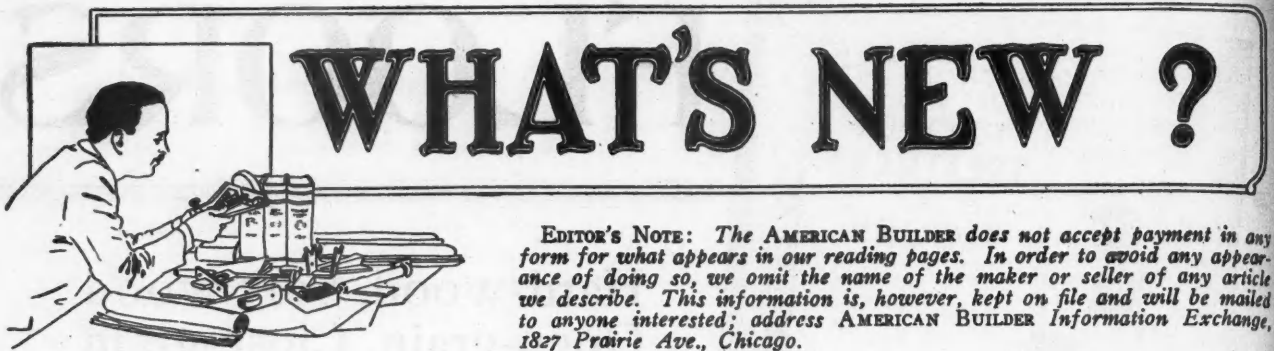 WHAT'S NEW ?
EDITOR'S NOTE: The AMERICAN BUILDER does not accept payment in any
form for what appears in our reading pages. In order to avoid any appear-
ance of doing so, we omit the name of the maker or seller of any article
we describe. This information is, however, kept on file and will be mailed
to anyone interested; address AMERICAN BUILDER Information Exchange,
1827 Prairie Ave., Chicago.